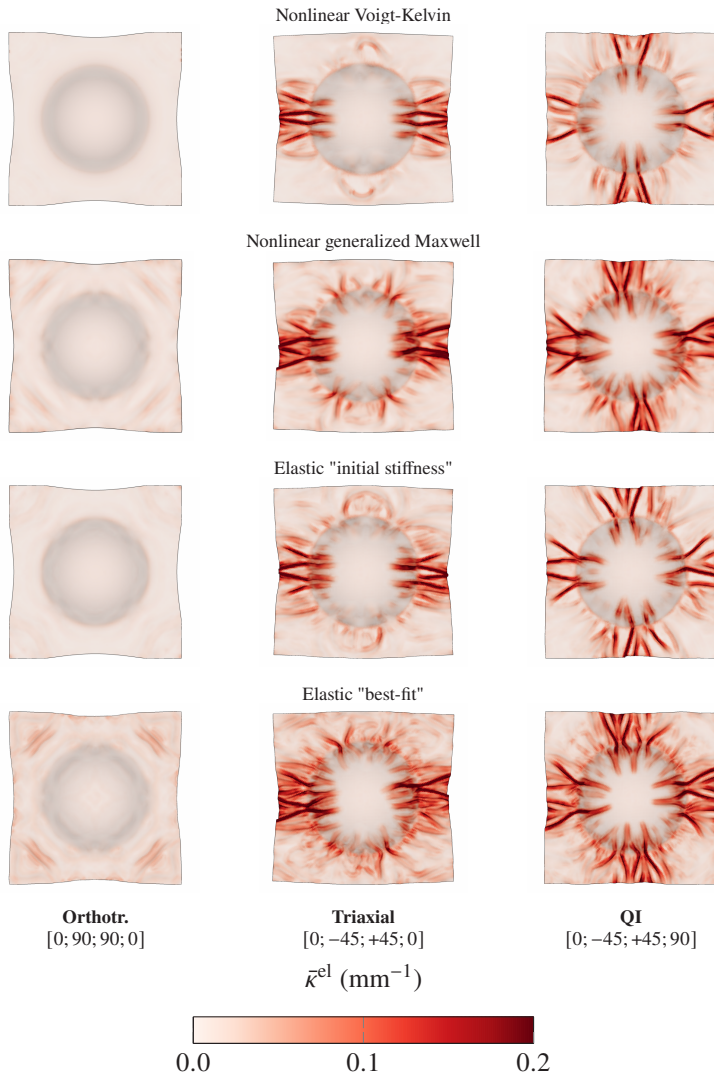 Nonlinear Voigt-Kelvin
Nonlinear generalized Maxwell
Elastic "initial stiffness"
Elastic "best-fit"
Orthotr. Triaxial QI
[0; 90; 90; 0] [0; −45; +45; 0] [0; −45; +45; 90]
κ̄ᵉˡ (mm⁻¹)
0.0 0.1 0.2